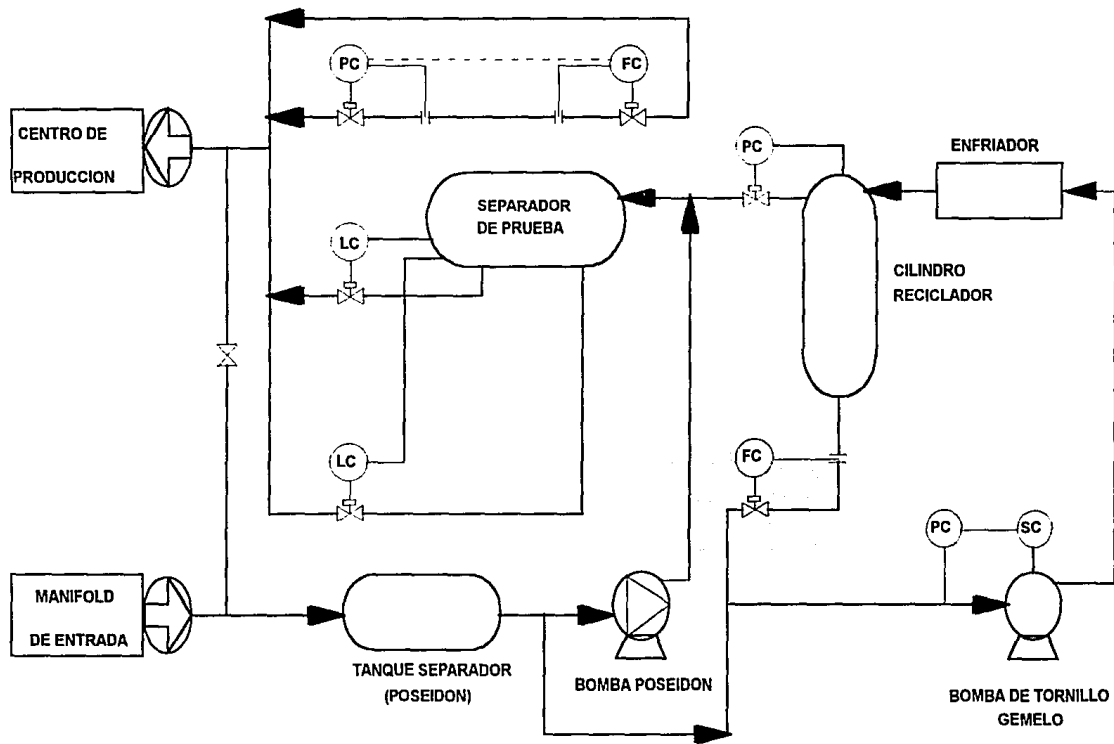 PC
FC
CENTRO DE
PRODUCCION
PC
ENFRIADOR
SEPARADOR
DE PRUEBA
LC
CILINDRO
RECICLADOR
LC
FC
PC
SC
MANIFOLD
DE ENTRADA
TANQUE SEPARADOR
(POSEIDON)
BOMBA POSEIDON
BOMBA DE TORNILLO
GEMELO